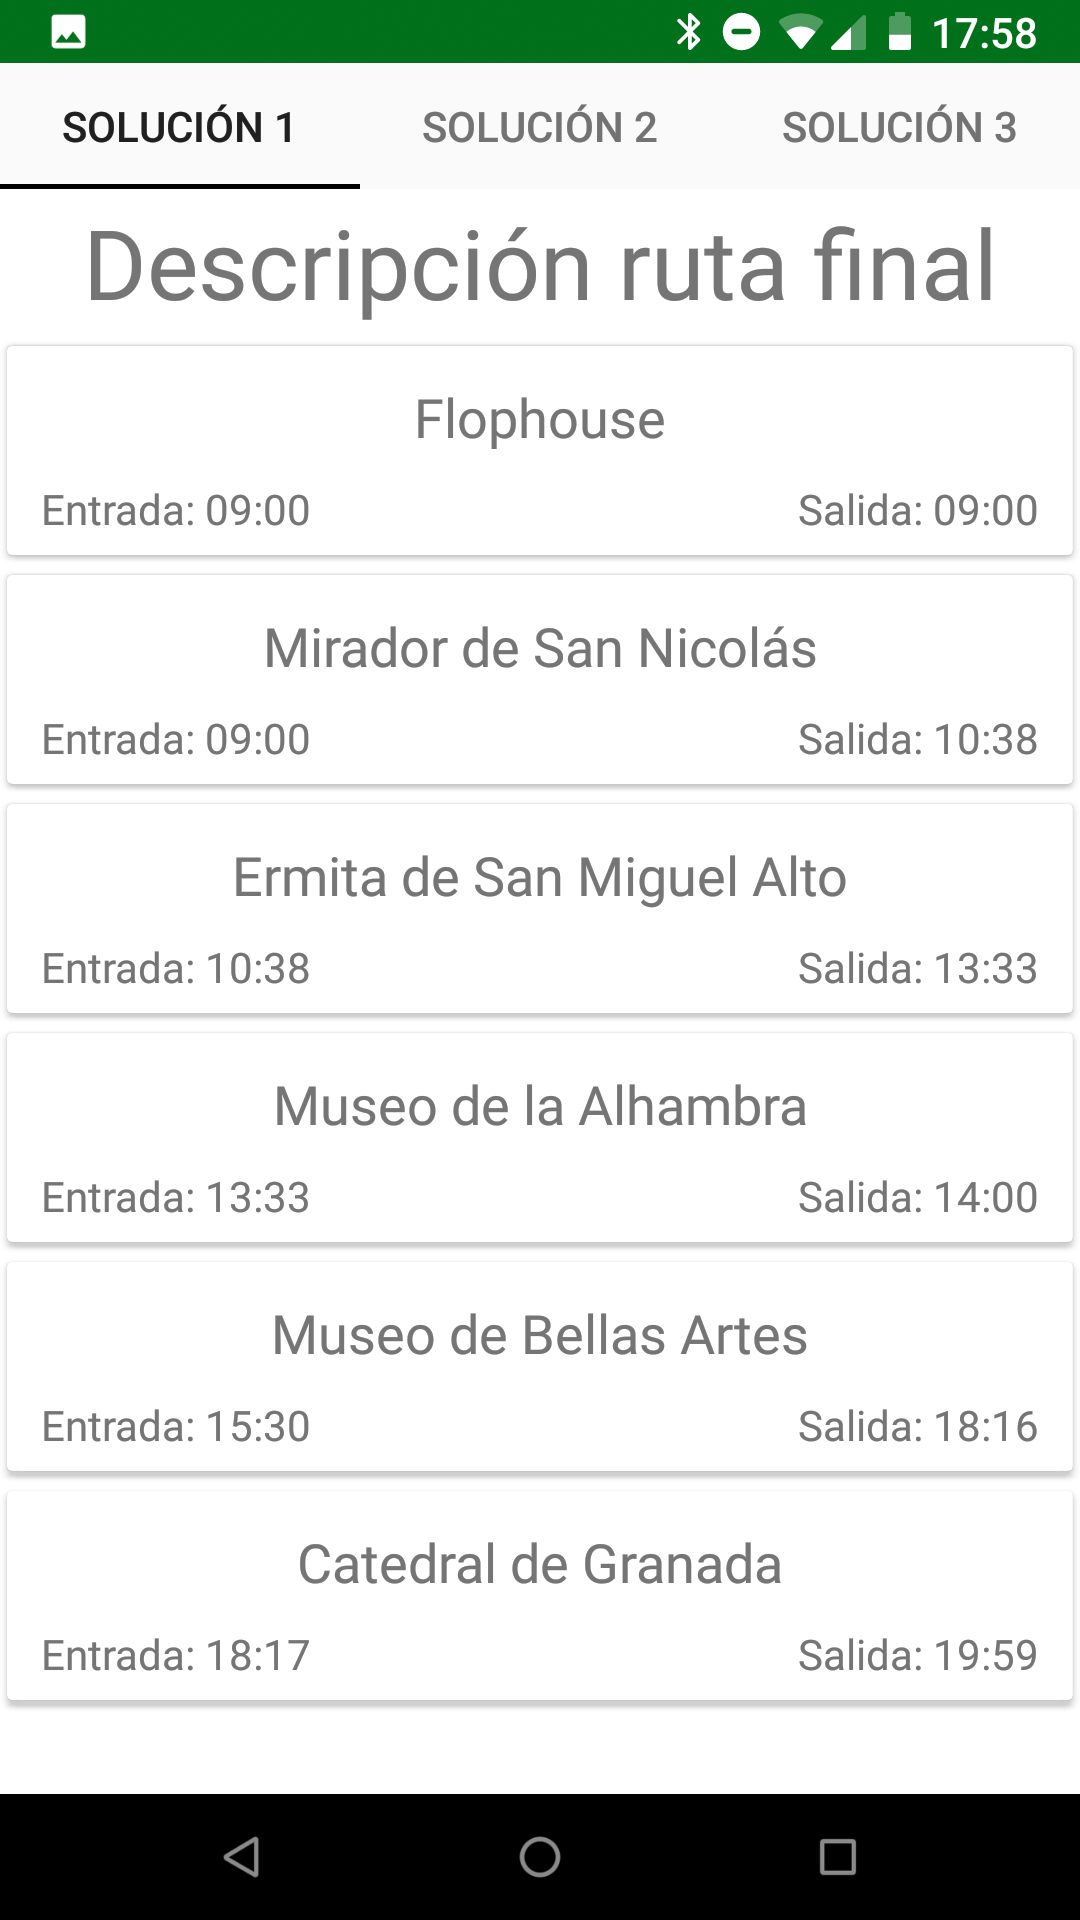 17:58
SOLUCIÓN 1 SOLUCIÓN 2 SOLUCIÓN 3
Descripción ruta final
Flophouse
Entrada: 09:00 Salida: 09:00
Mirador de San Nicolás
Entrada: 09:00 Salida: 10:38
Ermita de San Miguel Alto
Entrada: 10:38 Salida: 13:33
Museo de la Alhambra
Entrada: 13:33 Salida: 14:00
Museo de Bellas Artes
Entrada: 15:30 Salida: 18:16
Catedral de Granada
Entrada: 18:17 Salida: 19:59